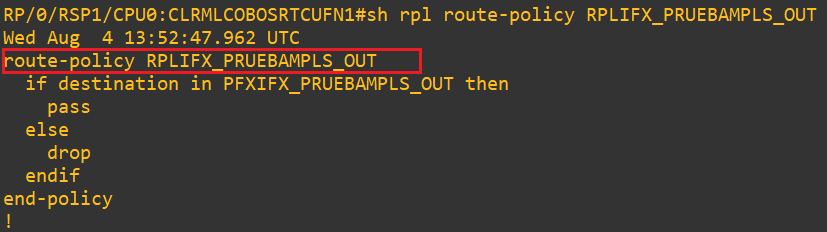 RP/0/RSP1/CPU0:CLRMLCOBOSRTCUFN1#sh rpl route-policy RPLIFX_PRUEBAMPLS_OUT
Wed Aug  4 13:52:47.962 UTC
route-policy RPLIFX_PRUEBAMPLS_OUT
  if destination in PFXIFX_PRUEBAMPLS_OUT then
    pass
  else
    drop
  endif
end-policy
!